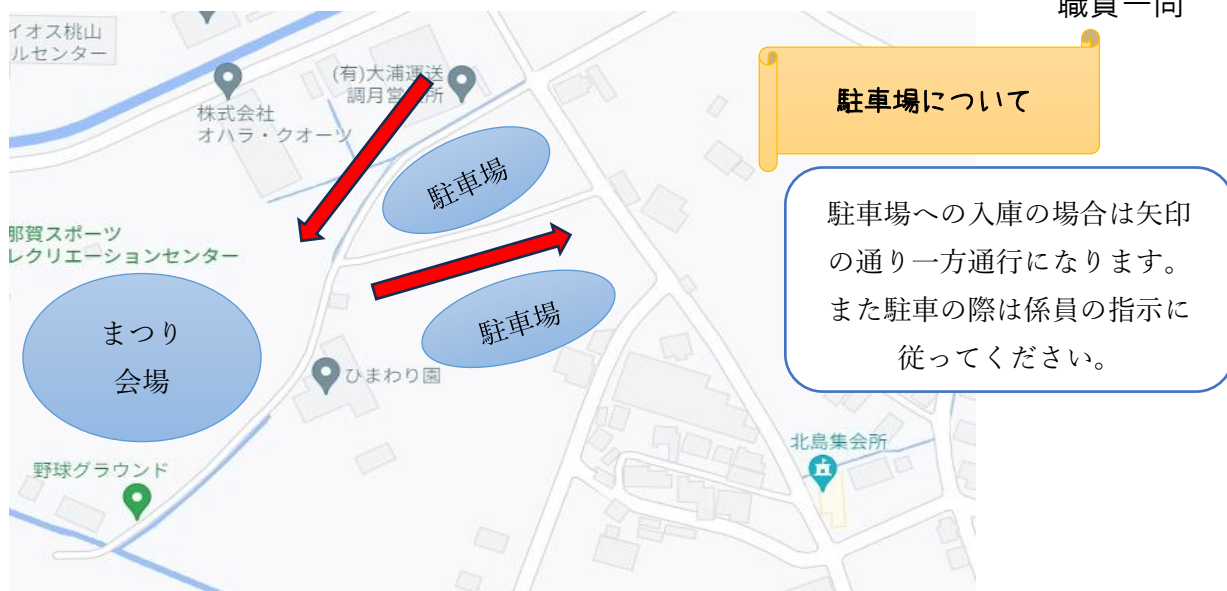 職員一同
イオス桃山
ルセンター
(有)大浦運送
調月営業所
株式会社
オハラ・クオーツ
駐車場について
駐車場
駐車場への入庫の場合は矢印
の通り一方通行になります。
また駐車の際は係員の指示に
従ってください。
那賀スポーツ
レクリエーションセンター
まつり
会場
駐車場
ひまわり園
北島集会所
野球グラウンド